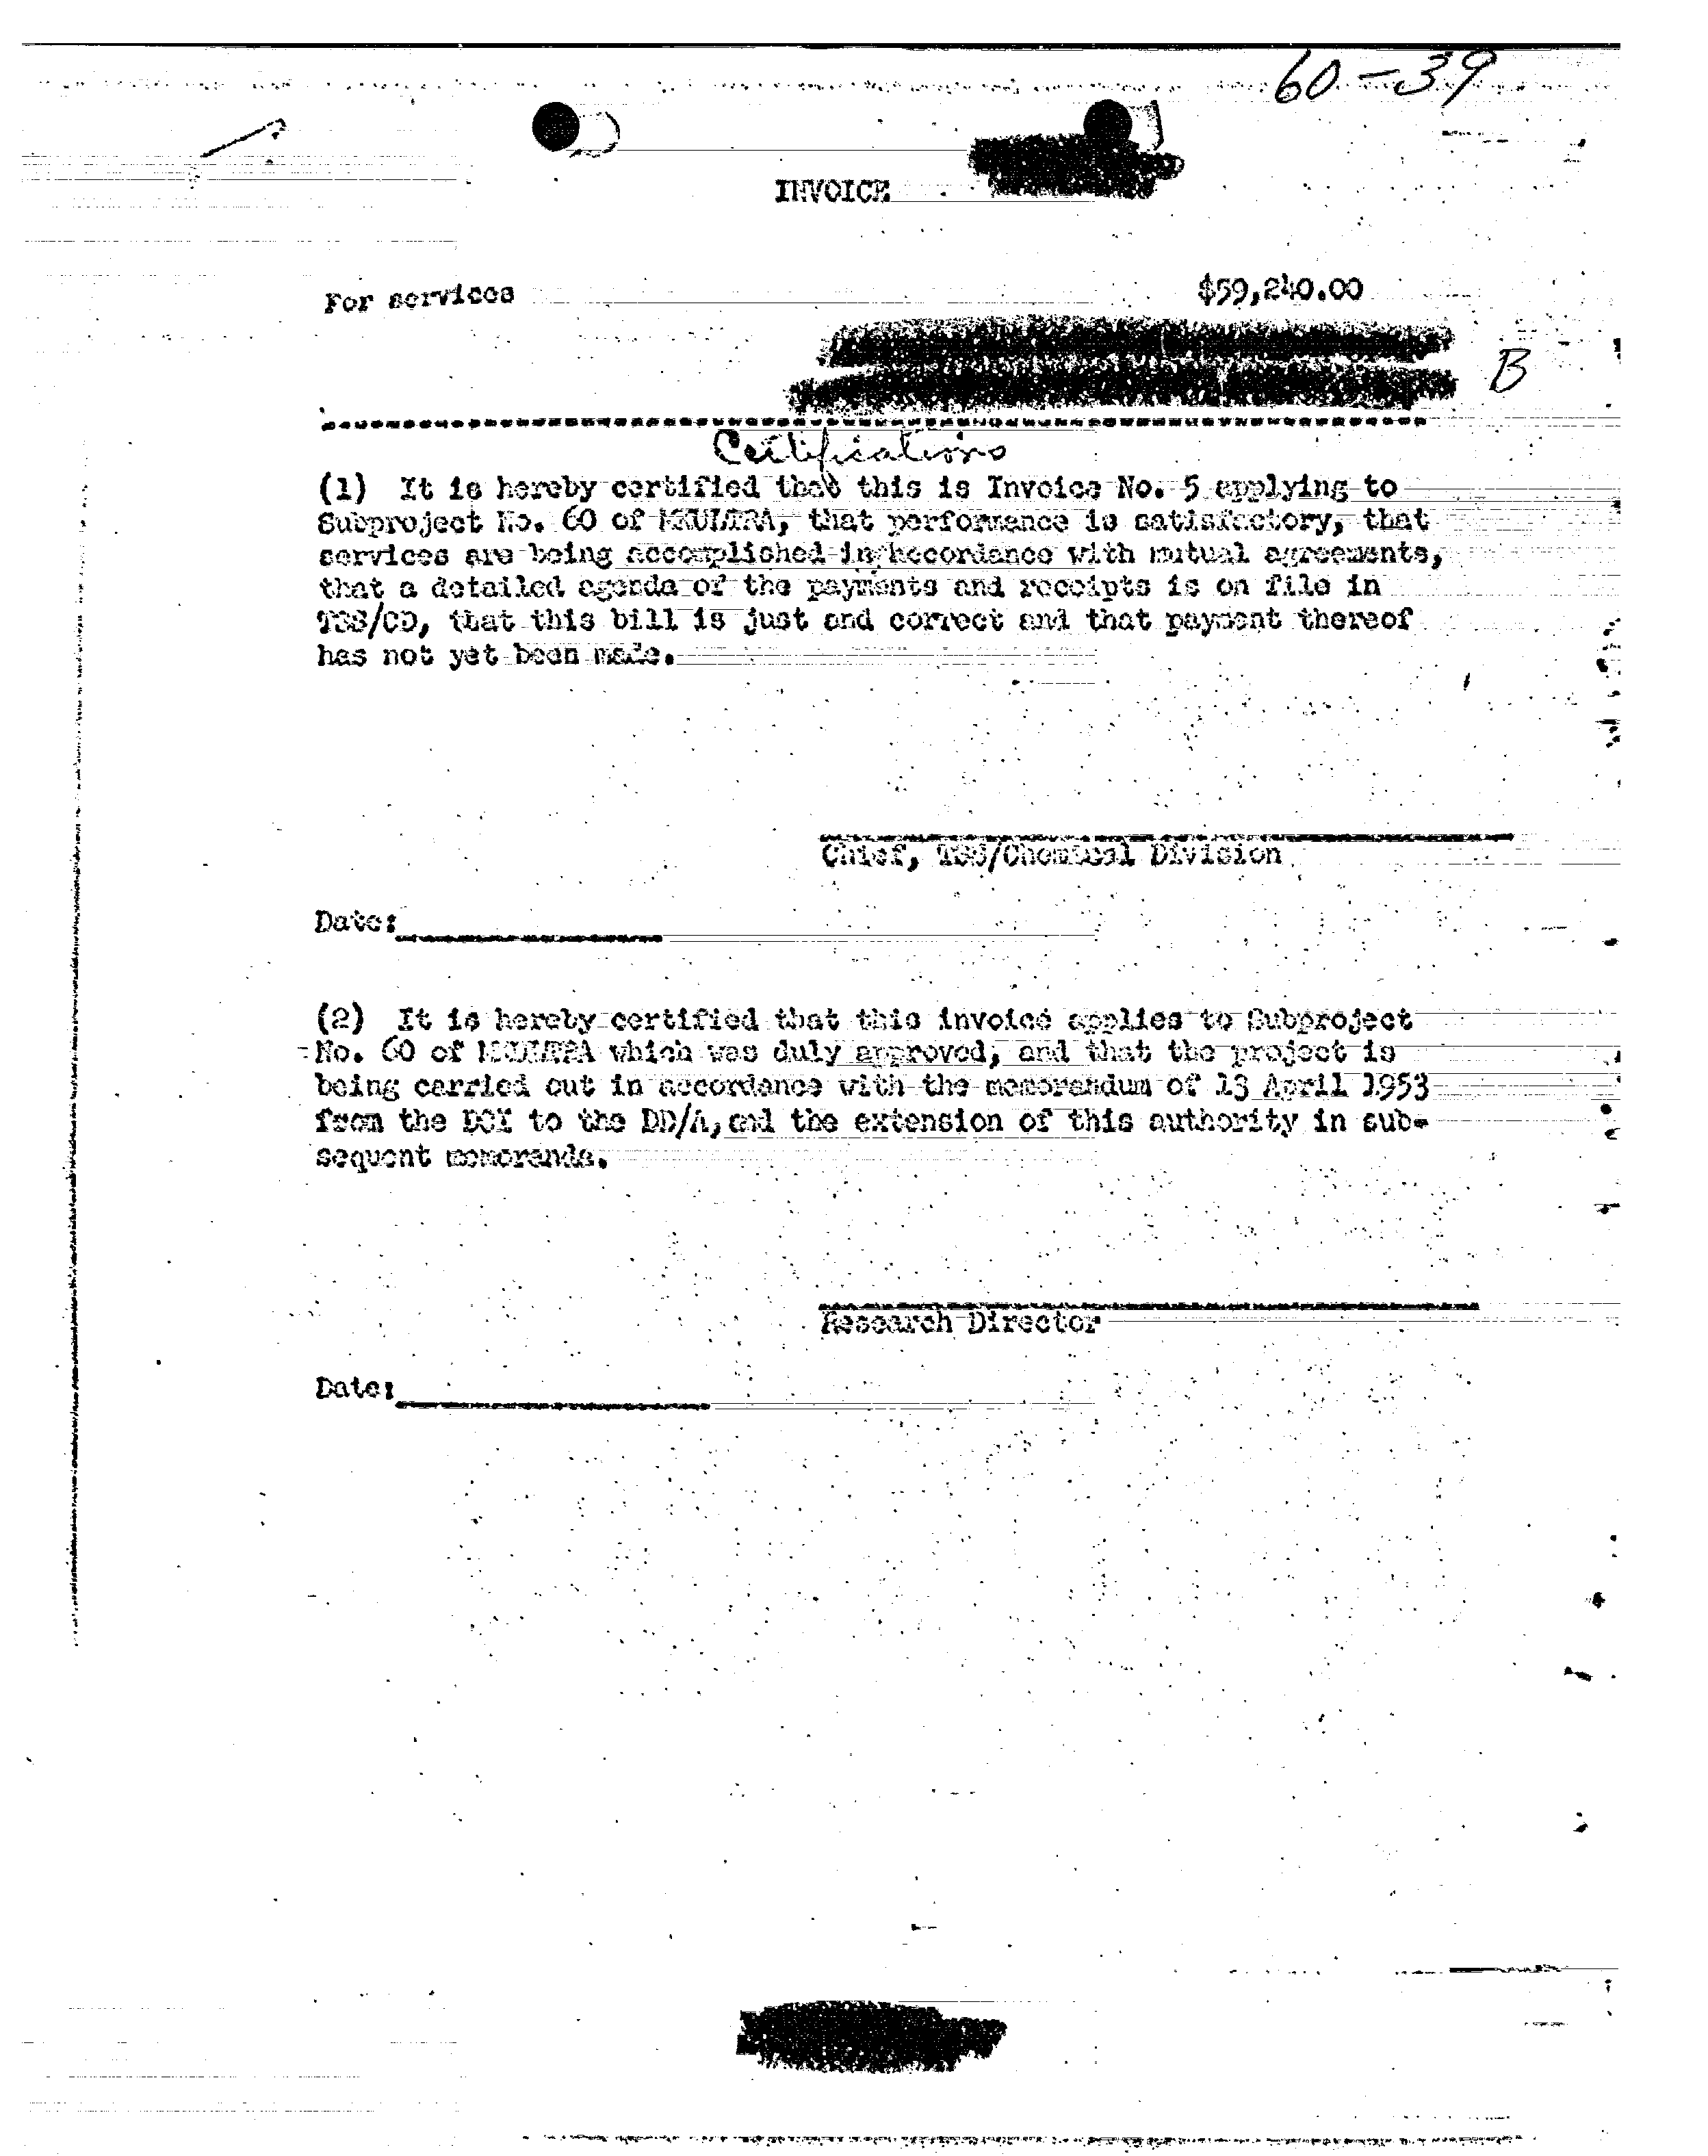 60-39
INVOICE
For services $59,240.00
B
Certifications
(1) It is hereby certified that this is Invoice No. 5 applying to
Subproject No. 60 of MKULTRA, that performance is satisfactory, that
services are being accomplished in accordance with mutual agreements,
that a detailed agenda of the payments and receipts is on file in
TSS/CD, that this bill is just and correct and that payment thereof
has not yet been made.
Chief, TSS/Chemical Division
Date:
(2) It is hereby certified that this invoice applies to Subproject
No. 60 of MKULTRA which was duly approved, and that the project is
being carried out in accordance with the memorandum of 13 April 1953
from the DCI to the DD/A, and the extension of this authority in sub-
sequent memoranda.
Research Director
Date: